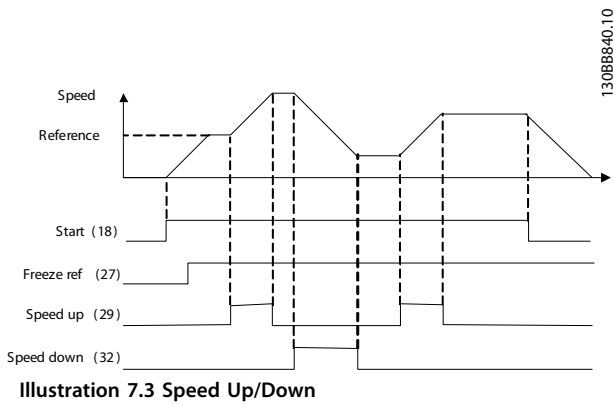 130BB840.10
Speed
Reference
Start (18)
Freeze ref (27)
Speed up (29)
Speed down (32)
Illustration 7.3 Speed Up/Down